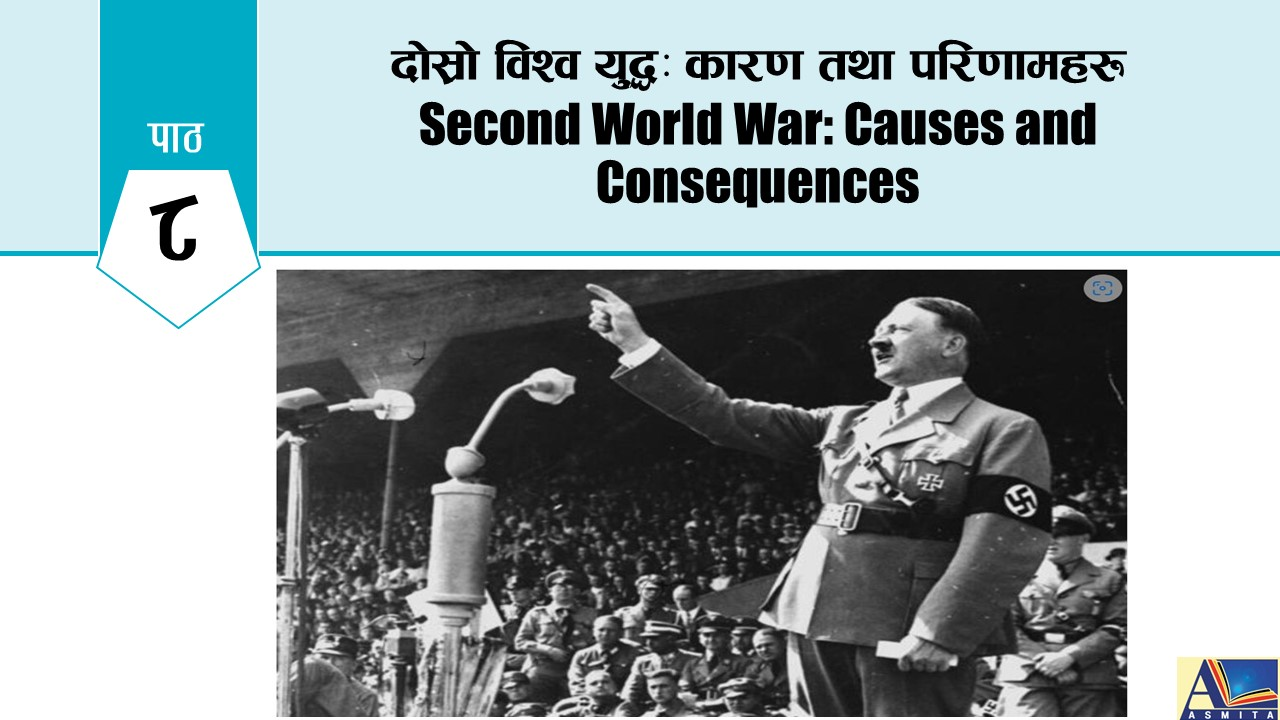 पाठ
८
दोस्रो विश्व युद्धः कारण तथा परिणामहरू
Second World War: Causes and
Consequences
ASMITA